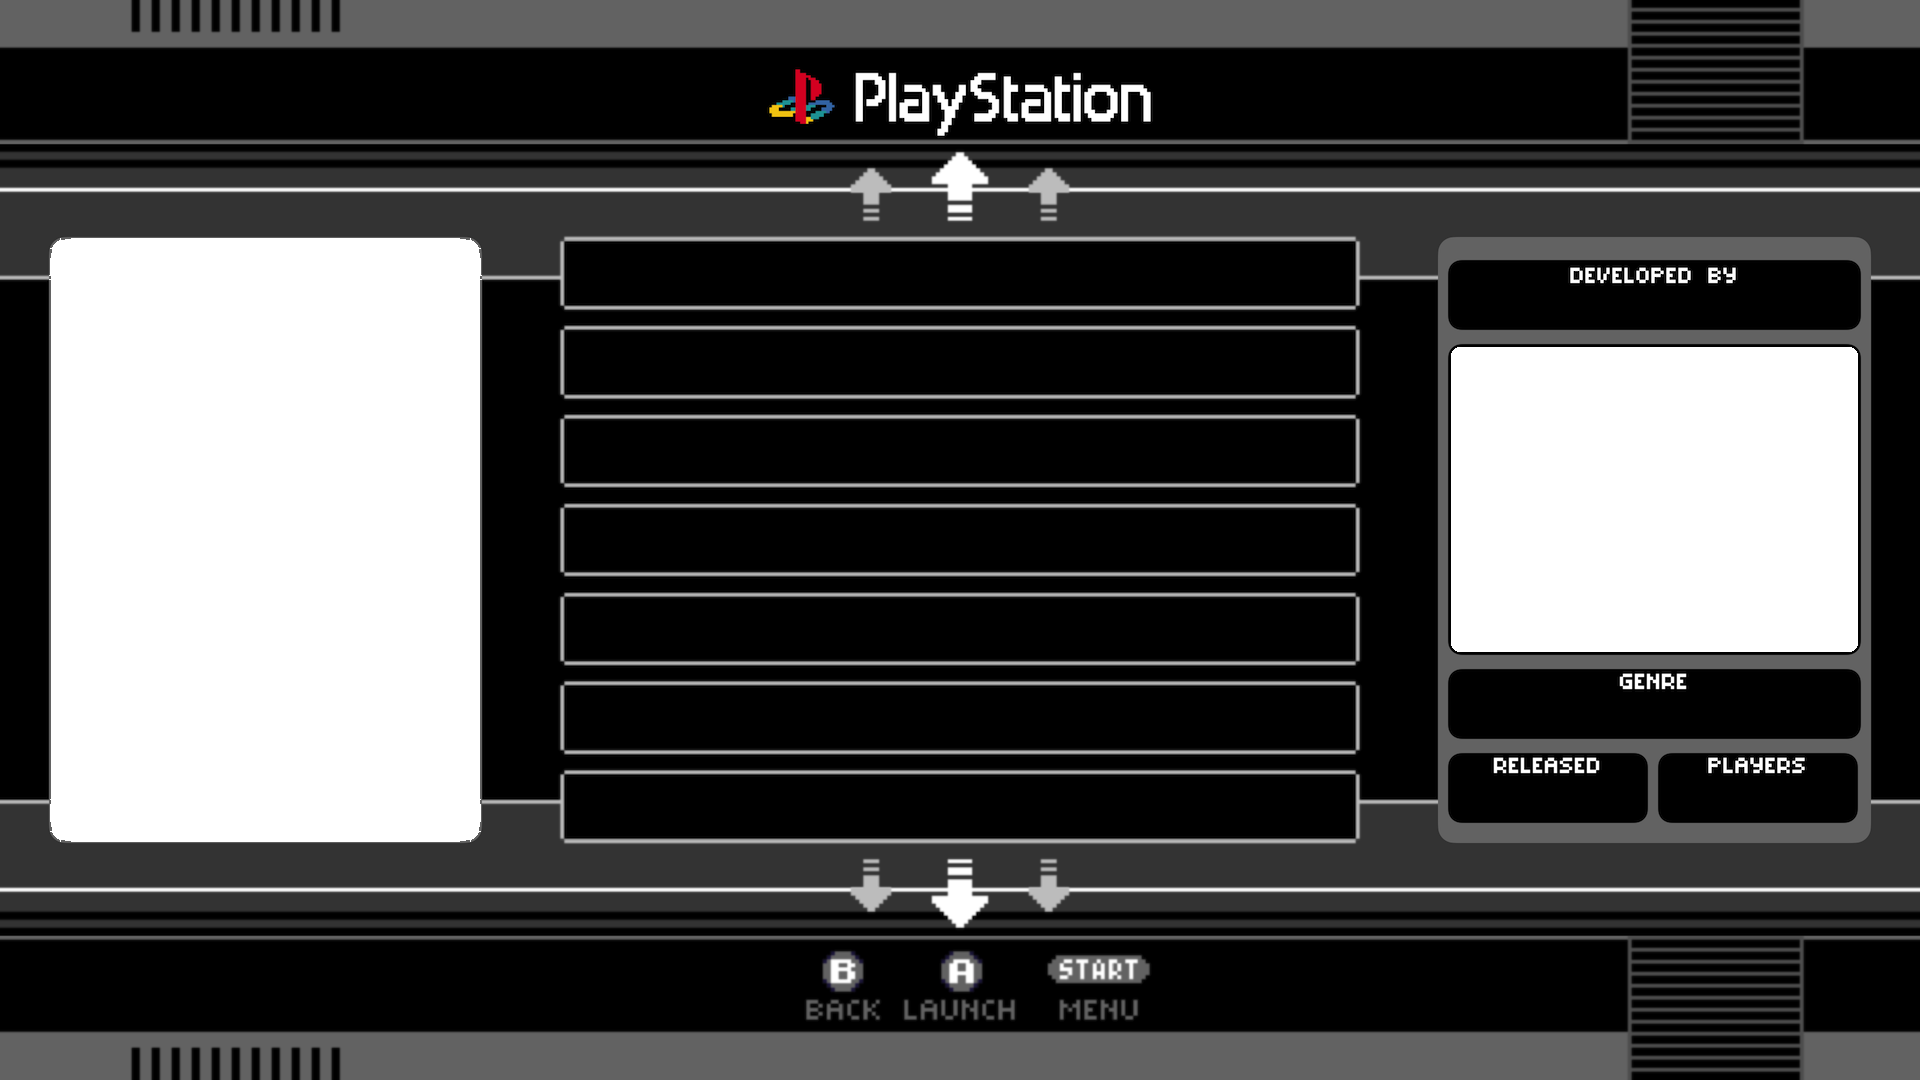 PlayStation
DEVELOPED BY
GENRE
RELEASED
PLAYERS
B
A
START
BACK
LAUNCH
MENU